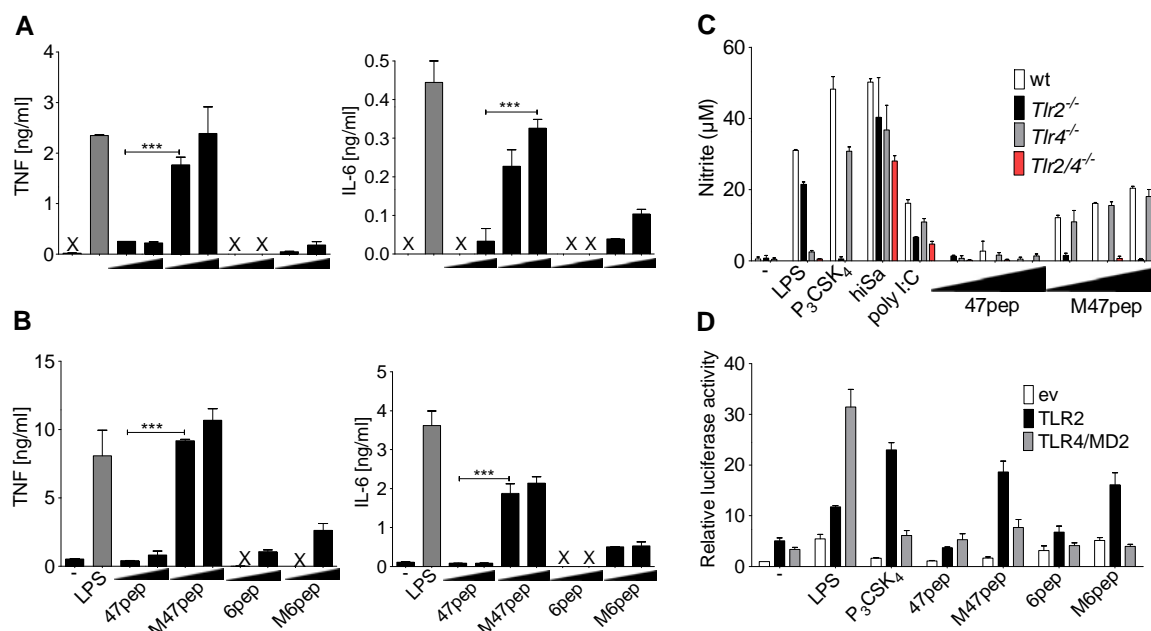 A
TNF [ng/ml]
4
3
2
1
0
X
***
X
X
IL-6 [ng/ml]
0.5
0.4
0.3
0.2
0.1
0.0
X
X
***
X
X
B
TNF [ng/ml]
15
10
5
0
***
X
X
-
LPS
47pep
M47pep
6pep
M6pep
IL-6 [ng/ml]
5
4
3
2
1
0
***
X
X
-
LPS
47pep
M47pep
6pep
M6pep
C
Nitrite (µM)
60
40
20
0
wt
Tlr2-/-
Tlr4-/-
Tlr2/4-/-
-
LPS
P3CSK4
hiSa
poly I:C
47pep
M47pep
D
Relative luciferase activity
40
30
20
10
0
ev
TLR2
TLR4/MD2
-
LPS
P3CSK4
47pep
M47pep
6pep
M6pep